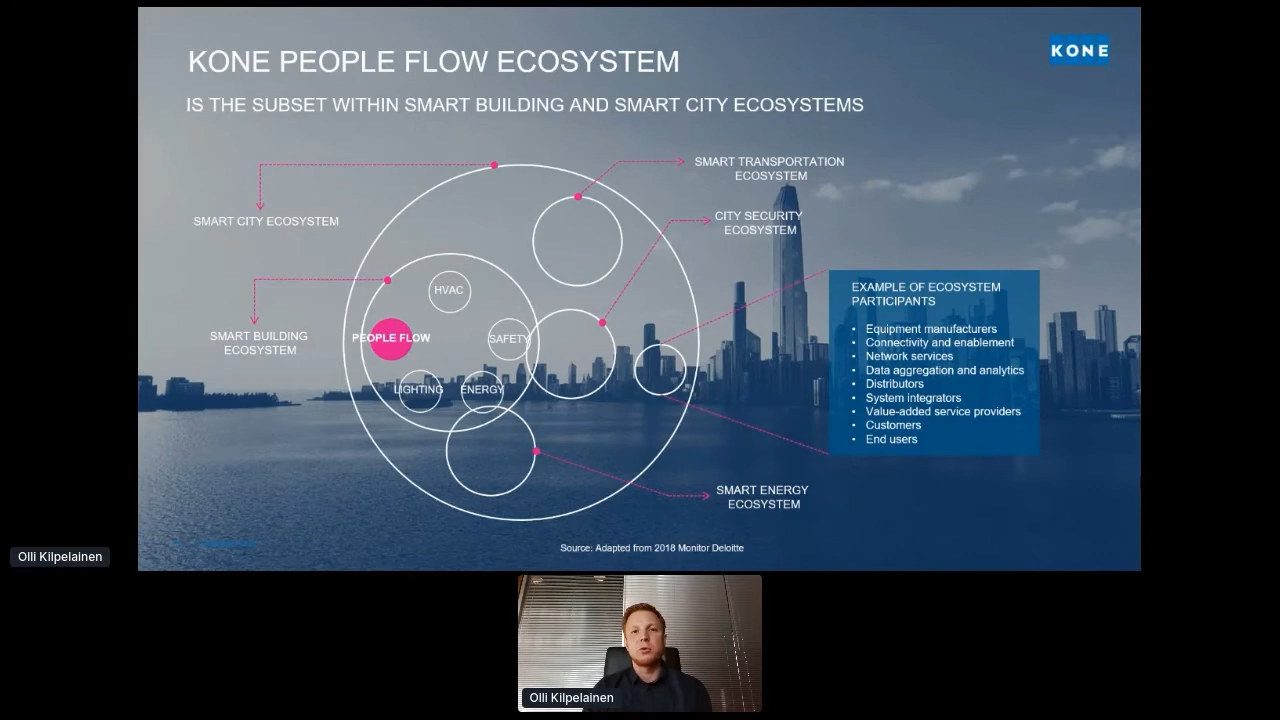 KONE PEOPLE FLOW ECOSYSTEM
KONE
IS THE SUBSET WITHIN SMART BUILDING AND SMART CITY ECOSYSTEMS
SMART TRANSPORTATION
ECOSYSTEM
SMART CITY ECOSYSTEM
CITY SECURITY
ECOSYSTEM
HVAC
PEOPLE FLOW
SAFETY
SMART BUILDING
ECOSYSTEM
LIGHTING
ENERGY
EXAMPLE OF ECOSYSTEM
PARTICIPANTS
• Equipment manufacturers
• Connectivity and enablement
• Network services
• Data aggregation and analytics
• Distributors
• System integrators
• Value-added service providers
• Customers
• End users
SMART ENERGY
ECOSYSTEM
Source: Adapted from 2018 Monitor Deloitte
Olli Kilpelainen
Olli Kilpelainen